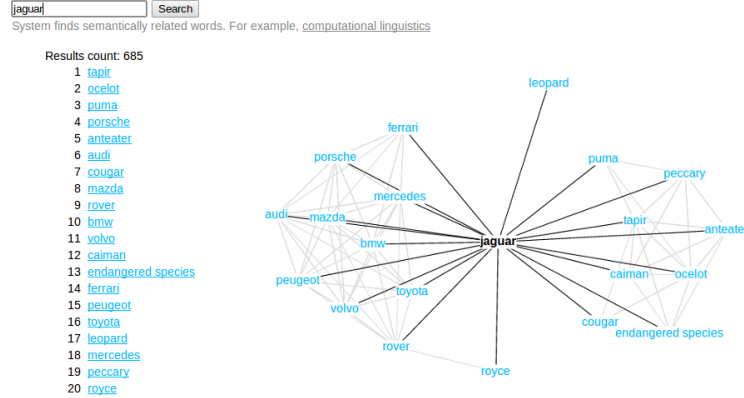 jaguar Search
System finds semantically related words. For example, computational linguistics
Results count: 685
1 tapir
2 ocelot
3 puma
4 porsche
5 anteater
6 audi
7 cougar
8 mazda
9 rover
10 bmw
11 volvo
12 caiman
13 endangered species
14 ferrari
15 peugeot
16 toyota
17 leopard
18 mercedes
19 peccary
20 royce
leopard
ferrari
porsche
puma
peccary
mercedes
audi
mazda
tapir
anteate
bmw
jaguar
peugeot
caiman
ocelot
toyota
volvo
cougar
endangered species
rover
royce